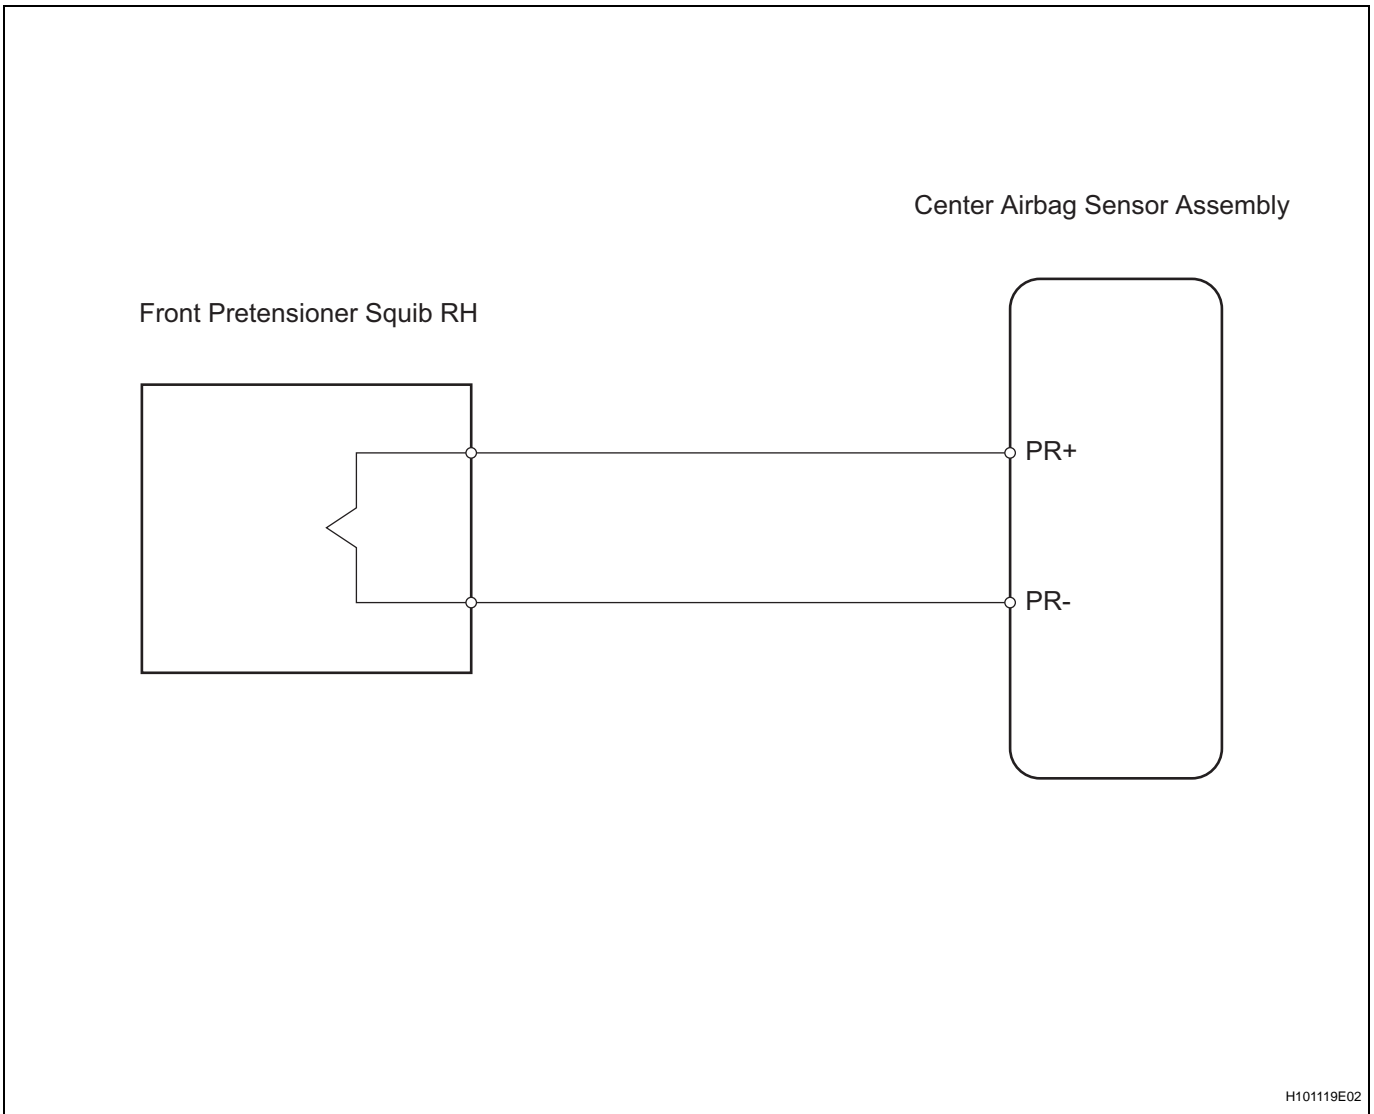 Center Airbag Sensor Assembly
Front Pretensioner Squib RH
PR+
PR-
H101119E02